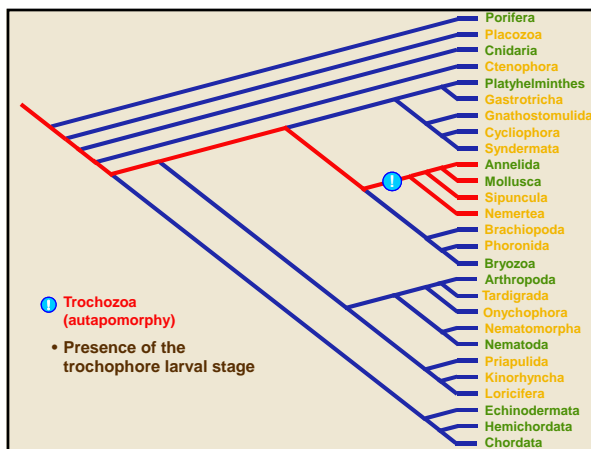 Porifera
Placozoa
Cnidaria
Ctenophora
Platyhelminthes
Gastrotricha
Gnathostomulida
Cycliophora
Syndermata
Annelida
Mollusca
Sipuncula
Nemertea
Brachiopoda
Phoronida
Bryozoa
Arthropoda
Tardigrada
Onychophora
Nematomorpha
Nematoda
Priapulida
Kinorhyncha
Loricifera
Echinodermata
Hemichordata
Chordata
!
! Trochozoa
(autapomorphy)
• Presence of the
trochophore larval stage